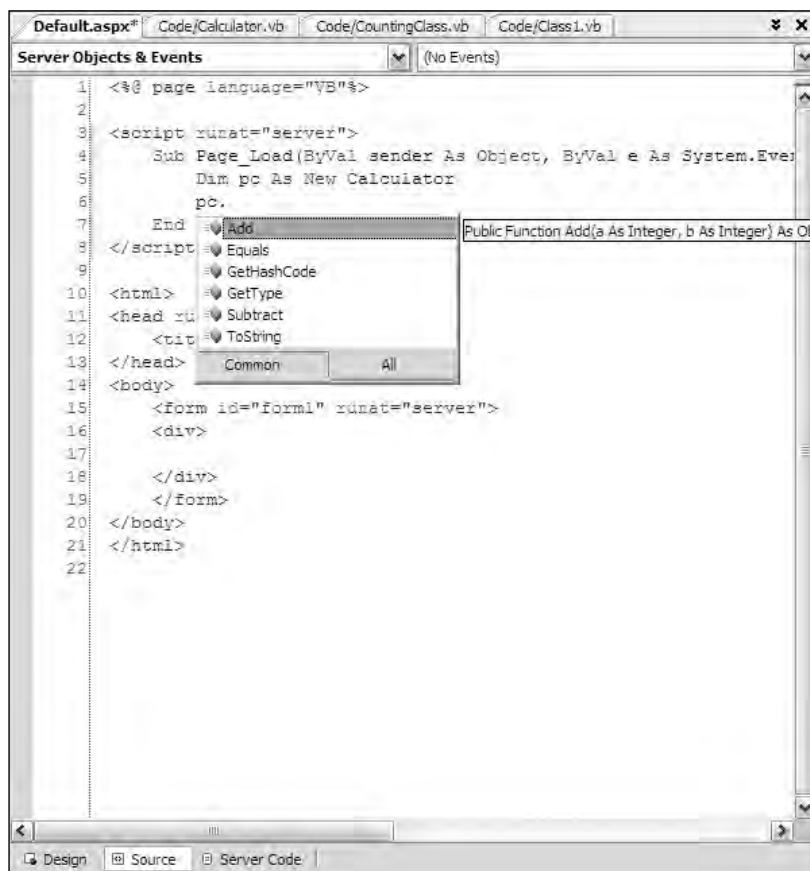 Default.aspx* Code/Calculator.vb Code/CountingClass.vb Code/Class1.vb
Server Objects & Events (No Events)
1 <%@ page language="VB"%>
2
3 <script runat="server">
4 Sub Page_Load(ByVal sender As Object, ByVal e As System.Even
5 Dim pc As New Calculator
6 pc.
7 End Add Public Function Add(a As Integer, b As Integer) As Ob
8 </script Equals
9 GetHashCode
10 <html> GetType
11 <head ru Subtract
12 <tit ToString
13 </head> Common All
14 <body>
15 <form id="form1" runat="server">
16 <div>
17
18 </div>
19 </form>
20 </body>
21 </html>
22
Design Source Server Code